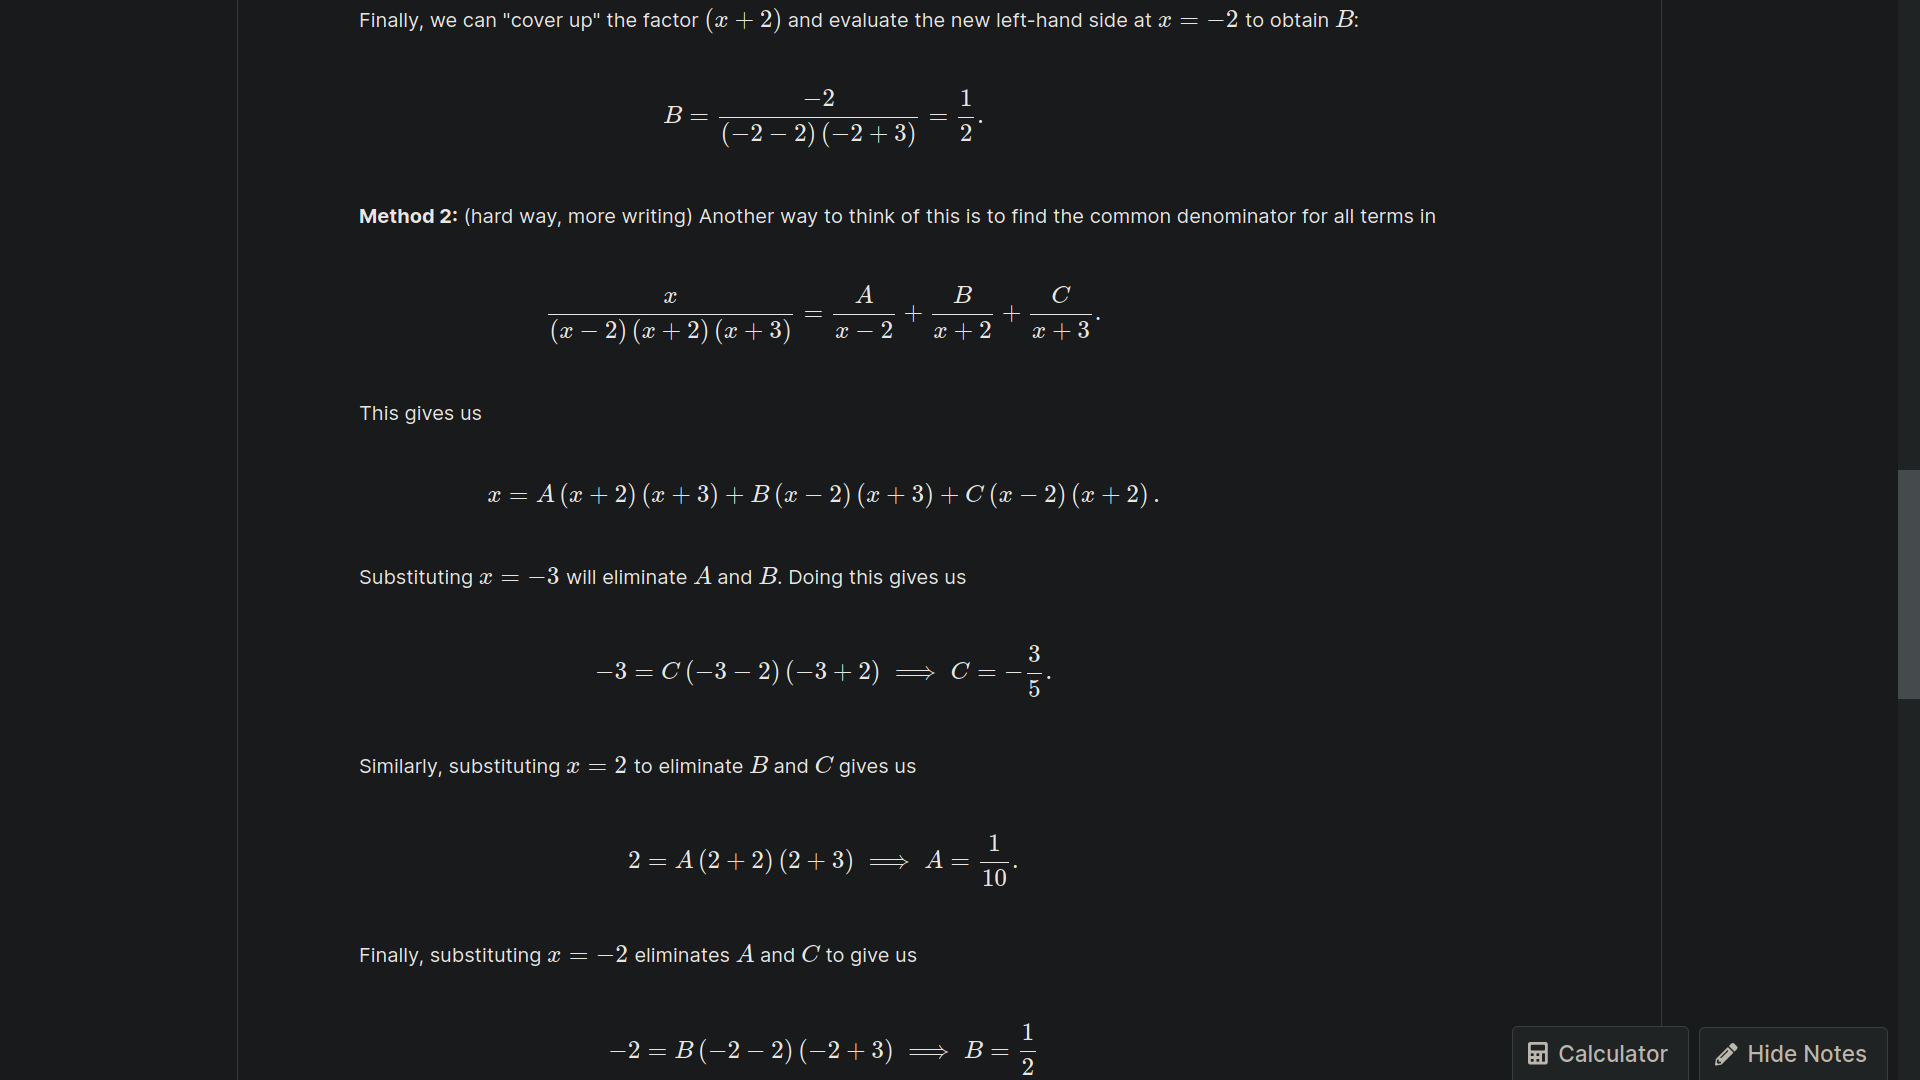 Finally, we can "cover up" the factor (x + 2) and evaluate the new left-hand side at x = −2 to obtain B:
B = \frac{−2}{(−2 − 2)(−2 + 3)} = \frac{1}{2}.
Method 2: (hard way, more writing) Another way to think of this is to find the common denominator for all terms in
\frac{x}{(x − 2)(x + 2)(x + 3)} = \frac{A}{x − 2} + \frac{B}{x + 2} + \frac{C}{x + 3}.
This gives us
x = A(x + 2)(x + 3) + B(x − 2)(x + 3) + C(x − 2)(x + 2).
Substituting x = −3 will eliminate A and B. Doing this gives us
−3 = C(−3 − 2)(−3 + 2) ⟹ C = −\frac{3}{5}.
Similarly, substituting x = 2 to eliminate B and C gives us
2 = A(2 + 2)(2 + 3) ⟹ A = \frac{1}{10}.
Finally, substituting x = −2 eliminates A and C to give us
−2 = B(−2 − 2)(−2 + 3) ⟹ B = \frac{1}{2}
Calculator
Hide Notes